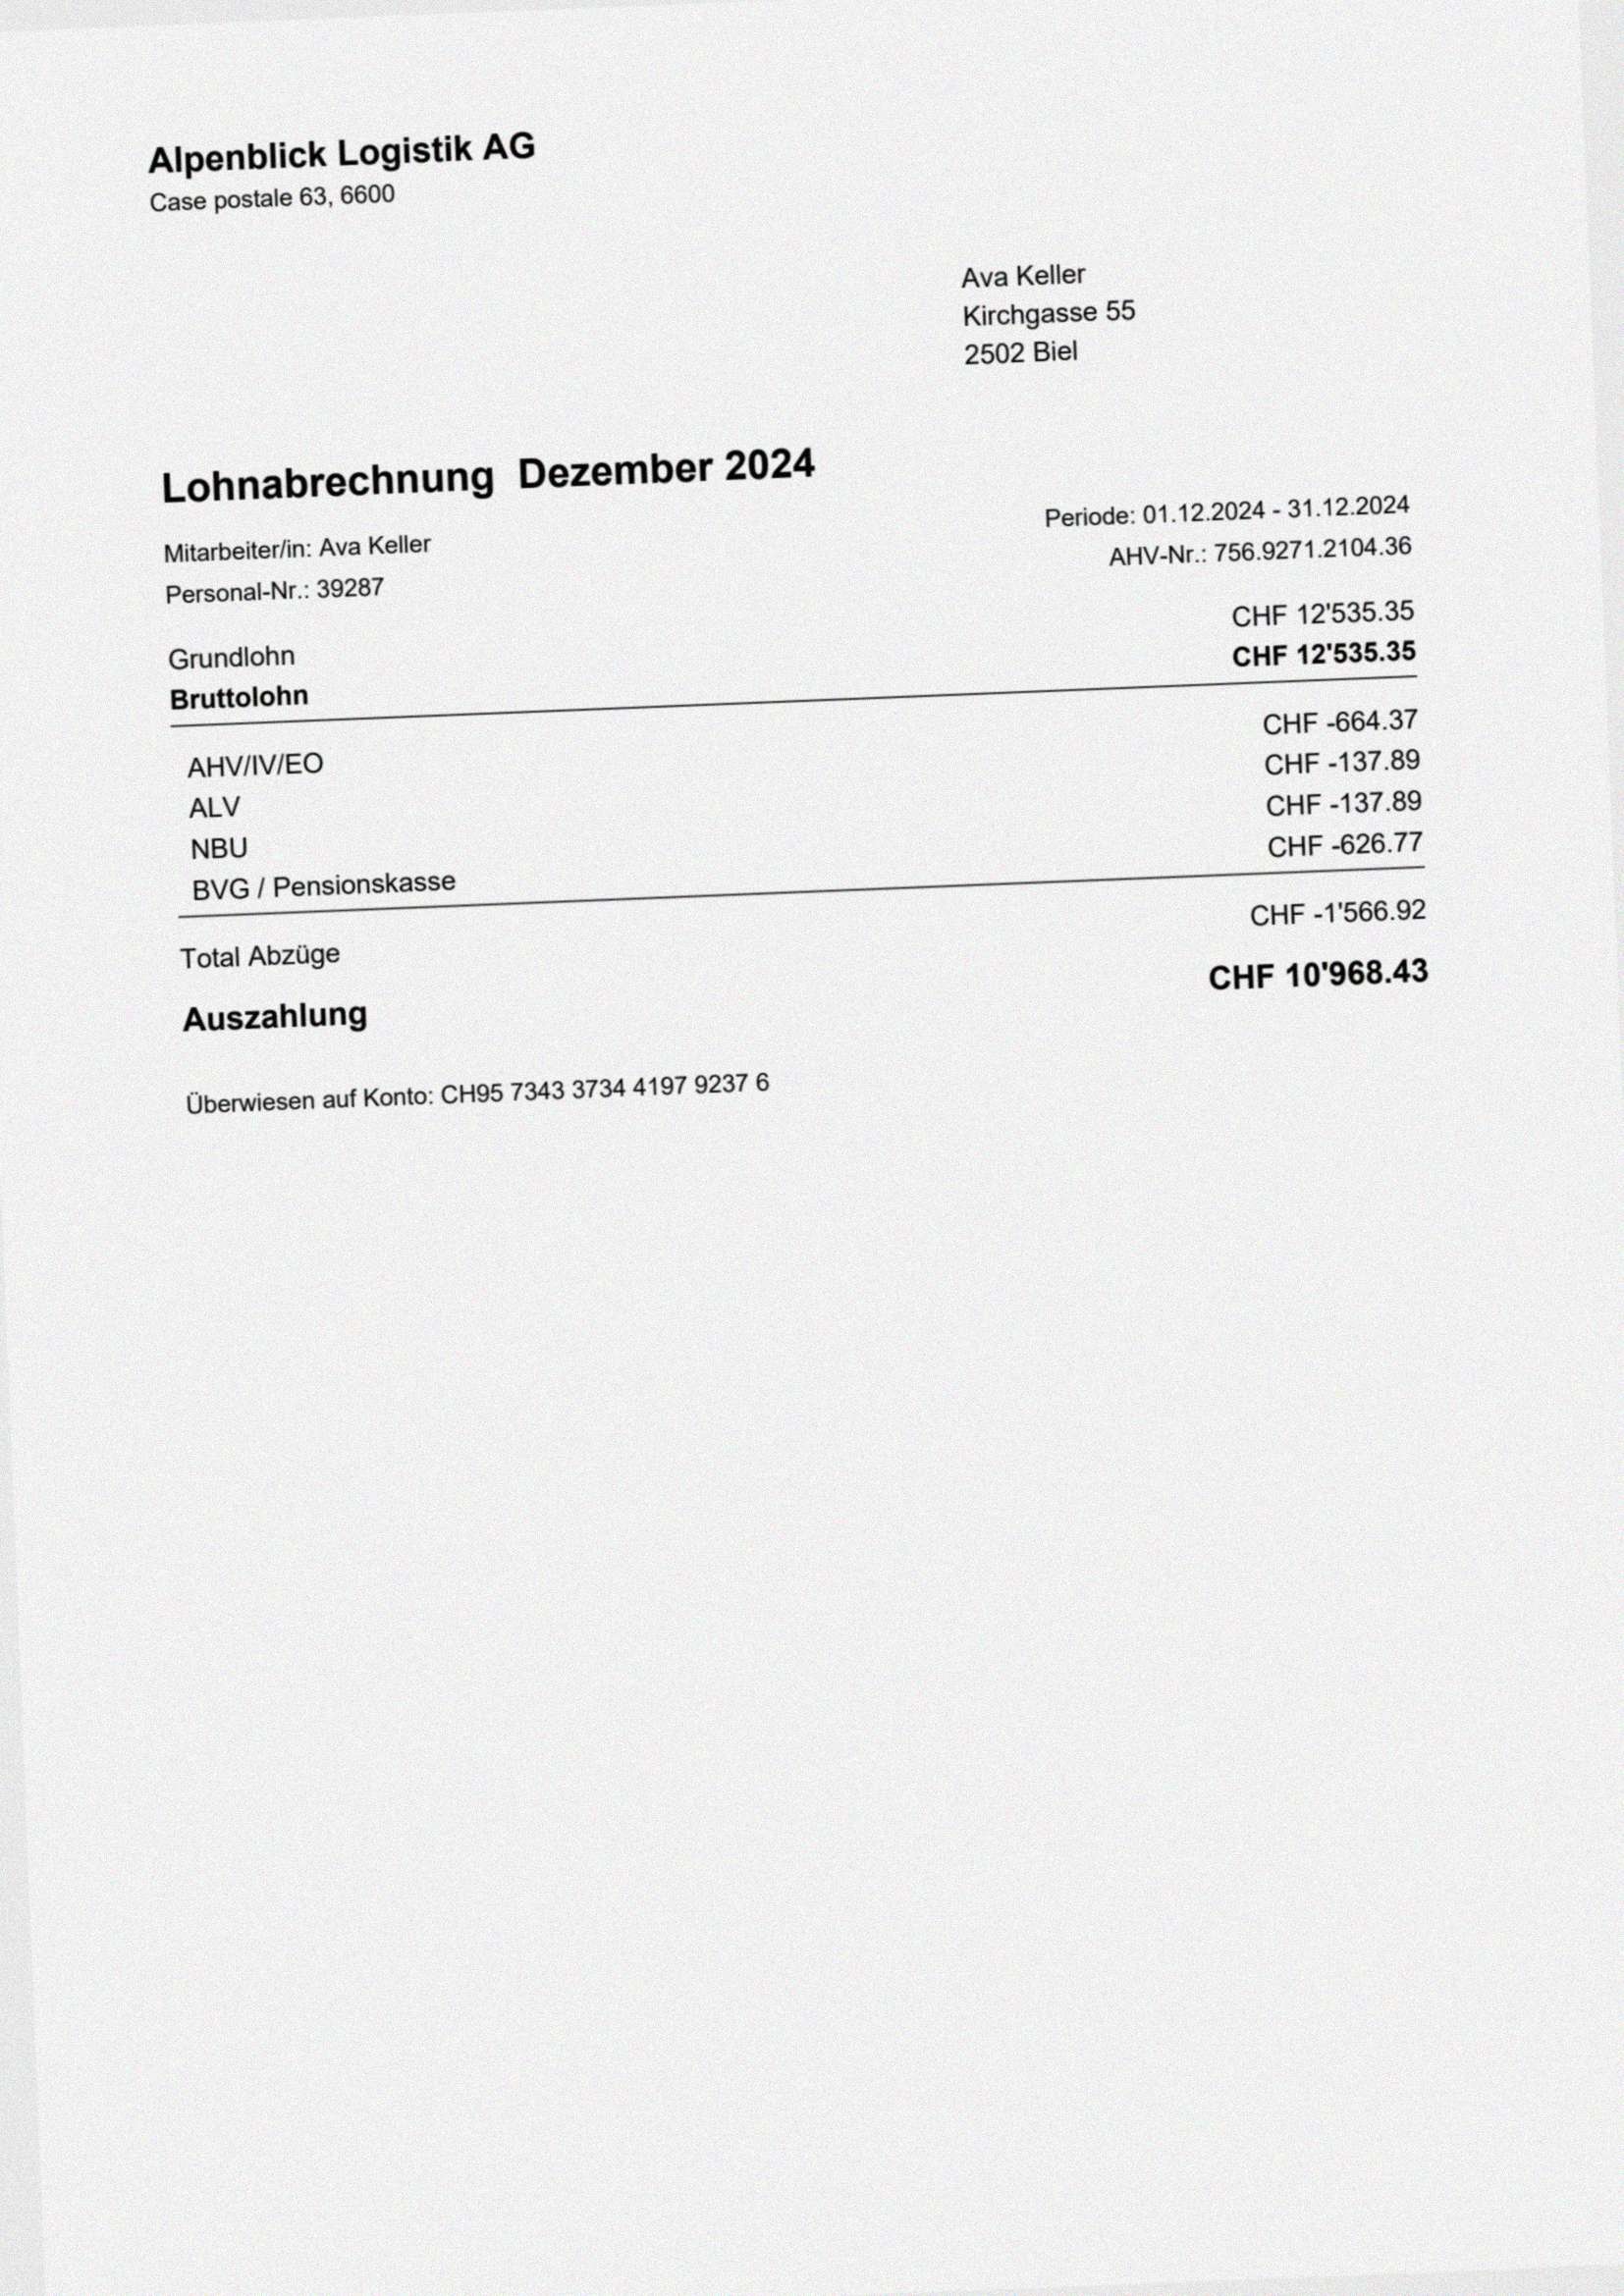 Alpenblick Logistik AG
Case postale 63, 6600
Ava Keller
Kirchgasse 55
2502 Biel
Lohnabrechnung Dezember 2024
Periode: 01.12.2024 - 31.12.2024
Mitarbeiter/in: Ava Keller
AHV-Nr.: 756.9271.2104.36
Personal-Nr.: 39287
Grundlohn CHF 12'535.35
Bruttolohn CHF 12'535.35
AHV/IV/EO CHF -664.37
ALV CHF -137.89
NBU CHF -137.89
BVG / Pensionskasse CHF -626.77
Total Abzüge CHF -1'566.92
Auszahlung CHF 10'968.43
Überwiesen auf Konto: CH95 7343 3734 4197 9237 6